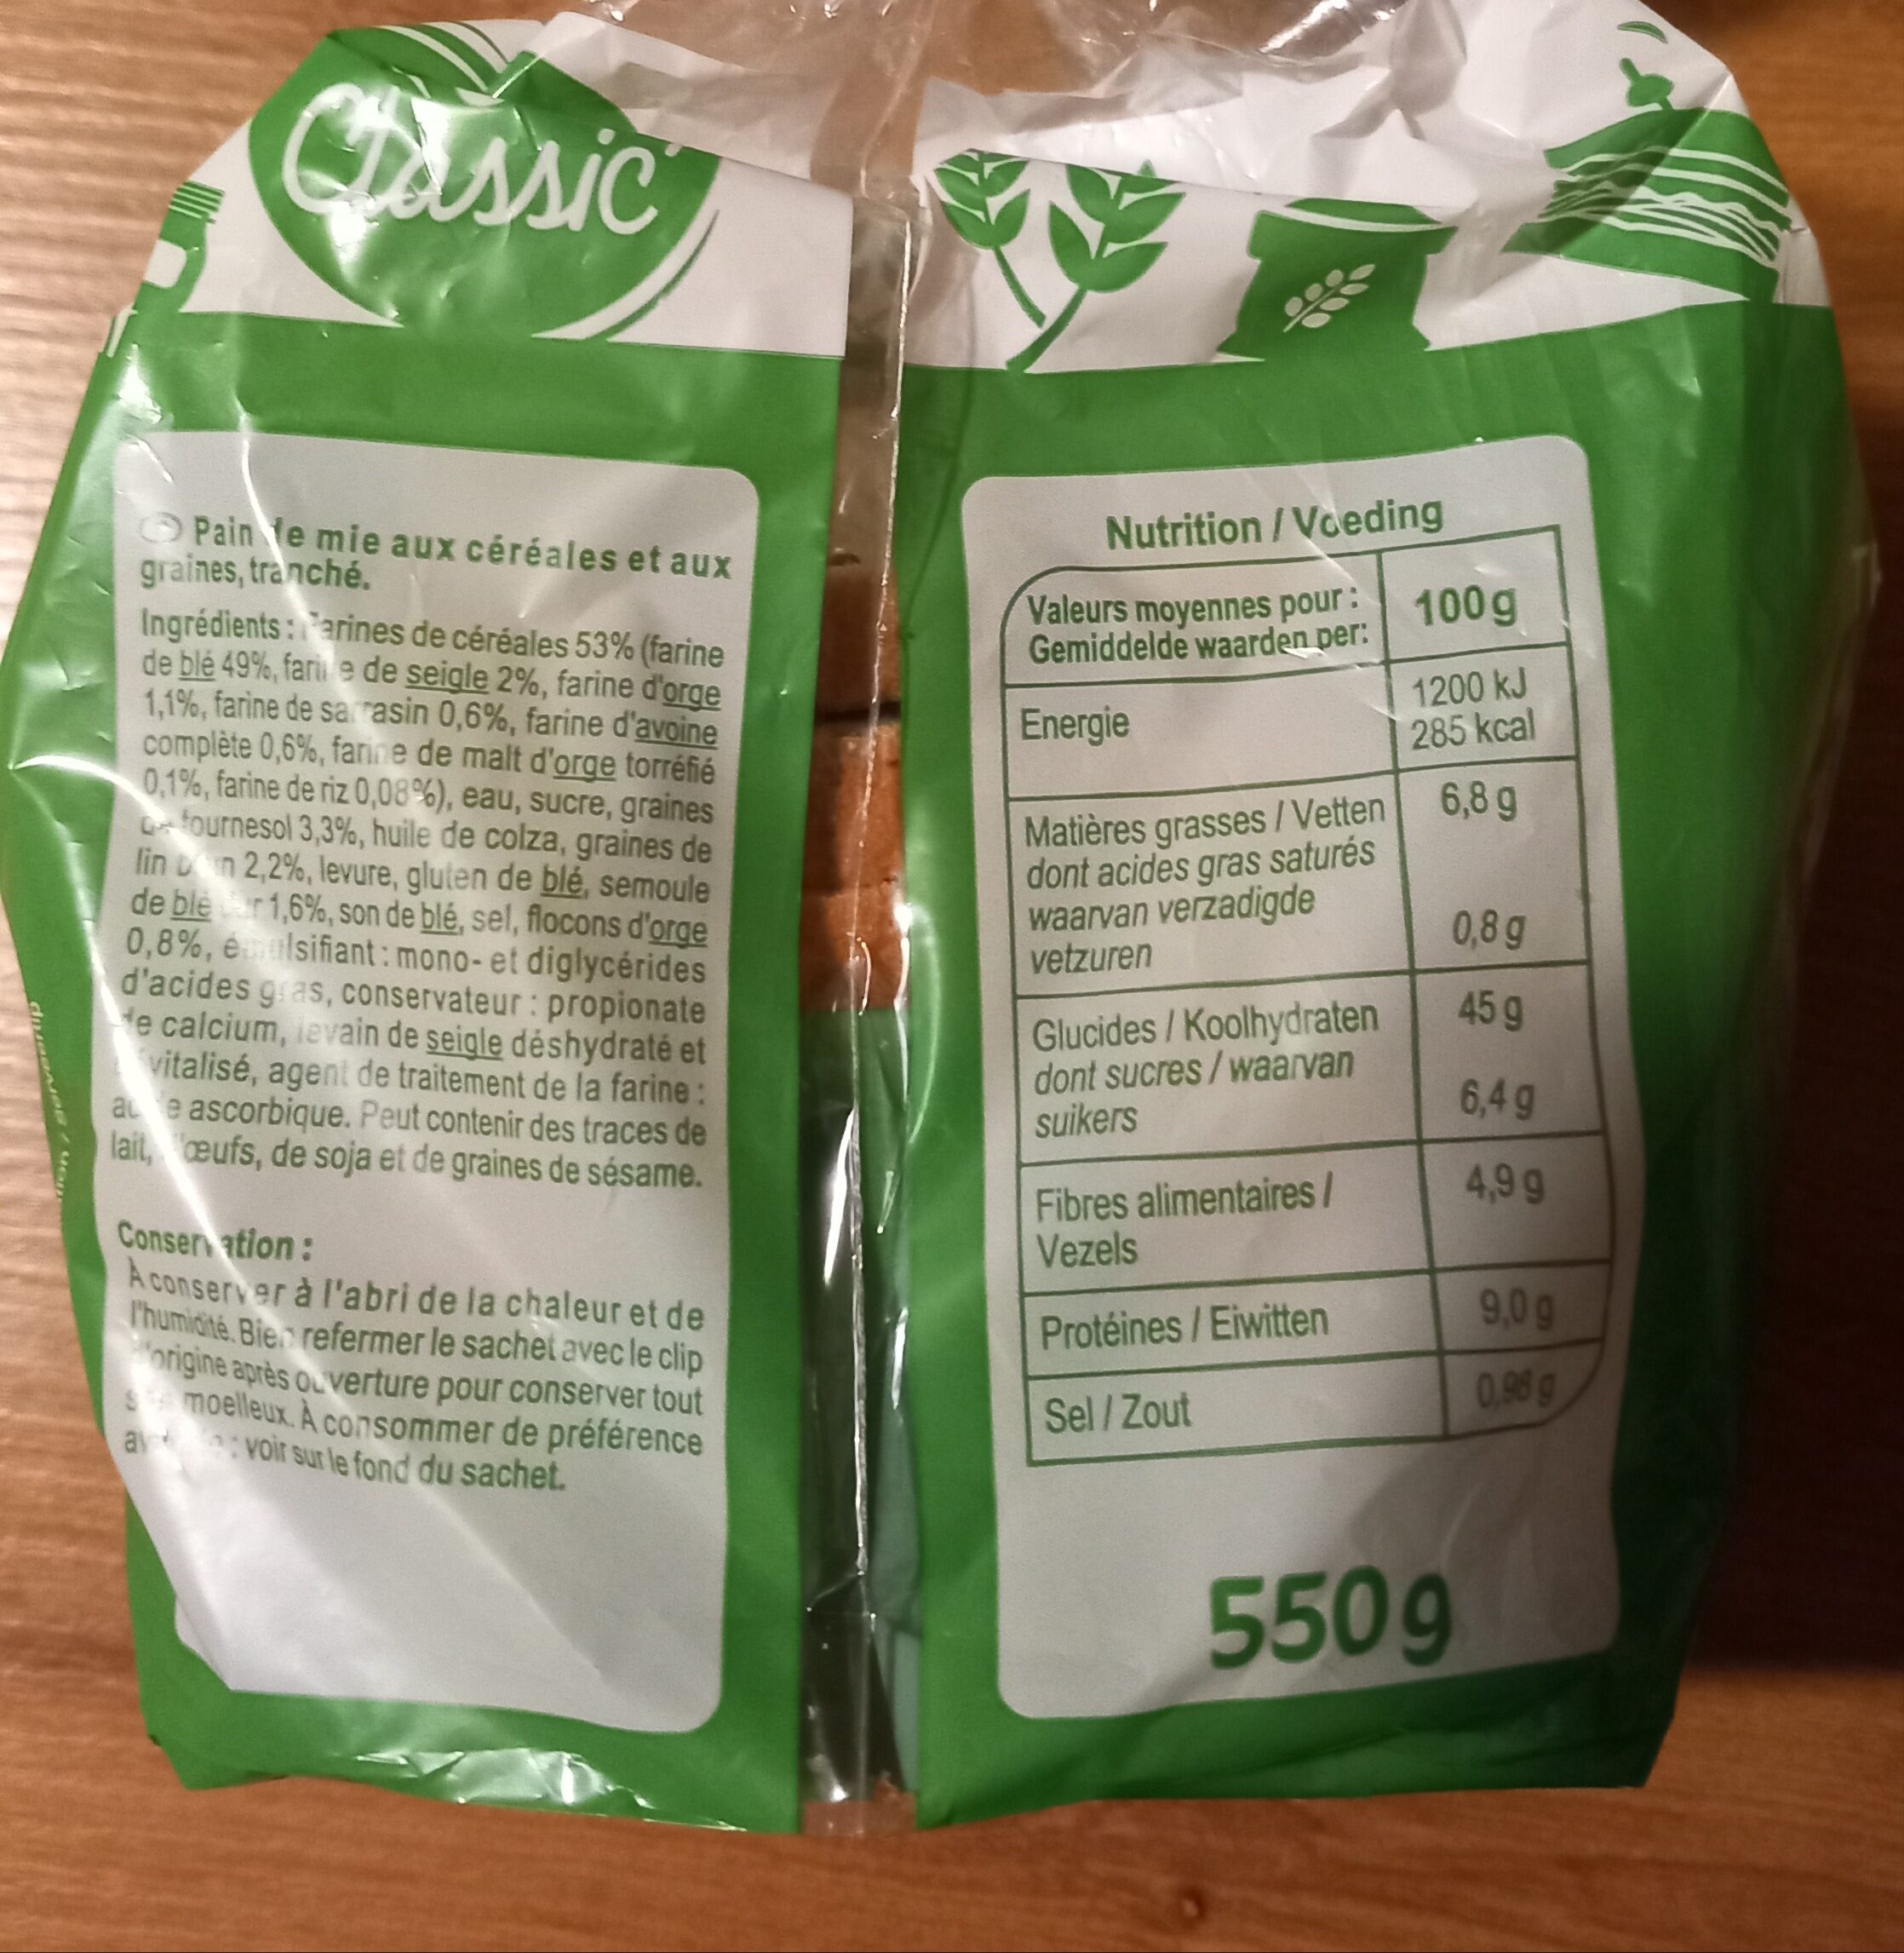 Classic'
Pain de mie aux céréales et aux
graines, tranché.
Ingrédients : Farines de céréales 53% (farine
de blé 49%, farine de seigle 2%, farine d'orge
1,1%, farine de sarrasin 0,6%, farine d'avoine
complète 0,6%, farine de malt d'orge torréfié
0,1%, farine de riz 0,08%), eau, sucre, graines
de tournesol 3,3%, huile de colza, graines de
lin brun 2,2%, levure, gluten de blé, semoule
de blé dur 1,6%, son de blé, sel, flocons d'orge
0,8%, émulsifiant : mono- et diglycérides
d'acides gras, conservateur : propionate
de calcium, levain de seigle déshydraté et
dévitalisé, agent de traitement de la farine :
acide ascorbique. Peut contenir des traces de
lait, d'œufs, de soja et de graines de sésame.
Conservation :
À conserver à l'abri de la chaleur et de
l'humidité. Bien refermer le sachet avec le clip
d'origine après ouverture pour conserver tout
son moelleux. À consommer de préférence
: voir sur le fond du sachet.
Nutrition / Voeding
Valeurs moyennes pour :
Gemiddelde waarden per:
100g
Energie
1200 kJ
285 kcal
Matières grasses / Vetten
6,8 g
dont acides gras saturés
waarvan verzadigde
vetzuren
0,8 g
Glucides / Koolhydraten
45 g
dont sucres / waarvan
suikers
6,4 g
Fibres alimentaires /
Vezels
4,9 g
Protéines / Eiwitten
9,0 g
Sel / Zout
0,98 g
550g